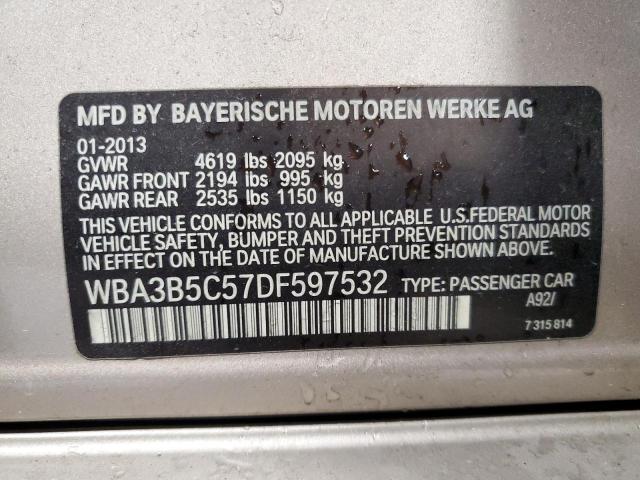 MFD BY BAYERISCHE MOTOREN WERKE AG
01-2013
GVWR 4619 lbs 2095 kg
GAWR FRONT 2194 lbs 995 kg
GAWR REAR 2535 lbs 1150 kg
THIS VEHICLE CONFORMS TO ALL APPLICABLE U.S.FEDERAL MOTOR
VEHICLE SAFETY, BUMPER AND THEFT PREVENTION STANDARDS
IN EFFECT ON THE DATE OF MANUFACTURE SHOWN ABOVE.
WBA3B5C57DF597532 TYPE: PASSENGER CAR
A92/
7 315 814